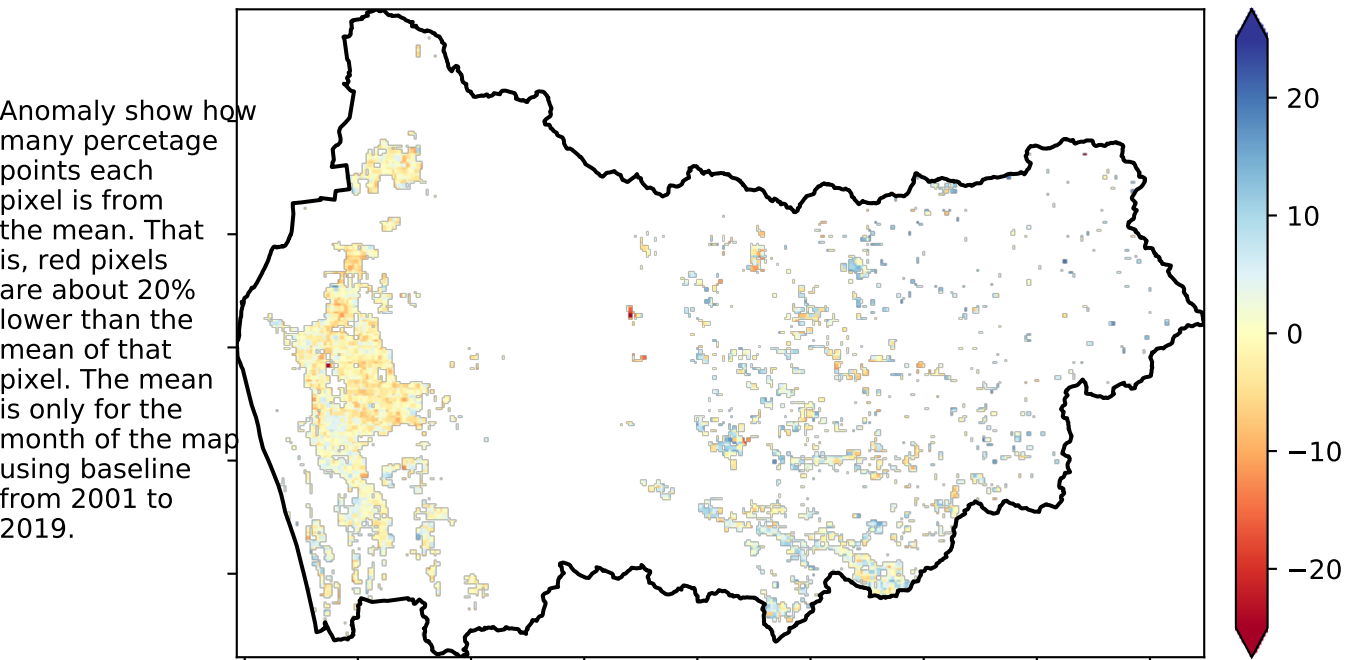 Anomaly show how
many percetage
points each
pixel is from
the mean. That
is, red pixels
are about 20%
lower than the
mean of that
pixel. The mean
is only for the
month of the map
using baseline
from 2001 to
2019.
20
10
0
−10
−20